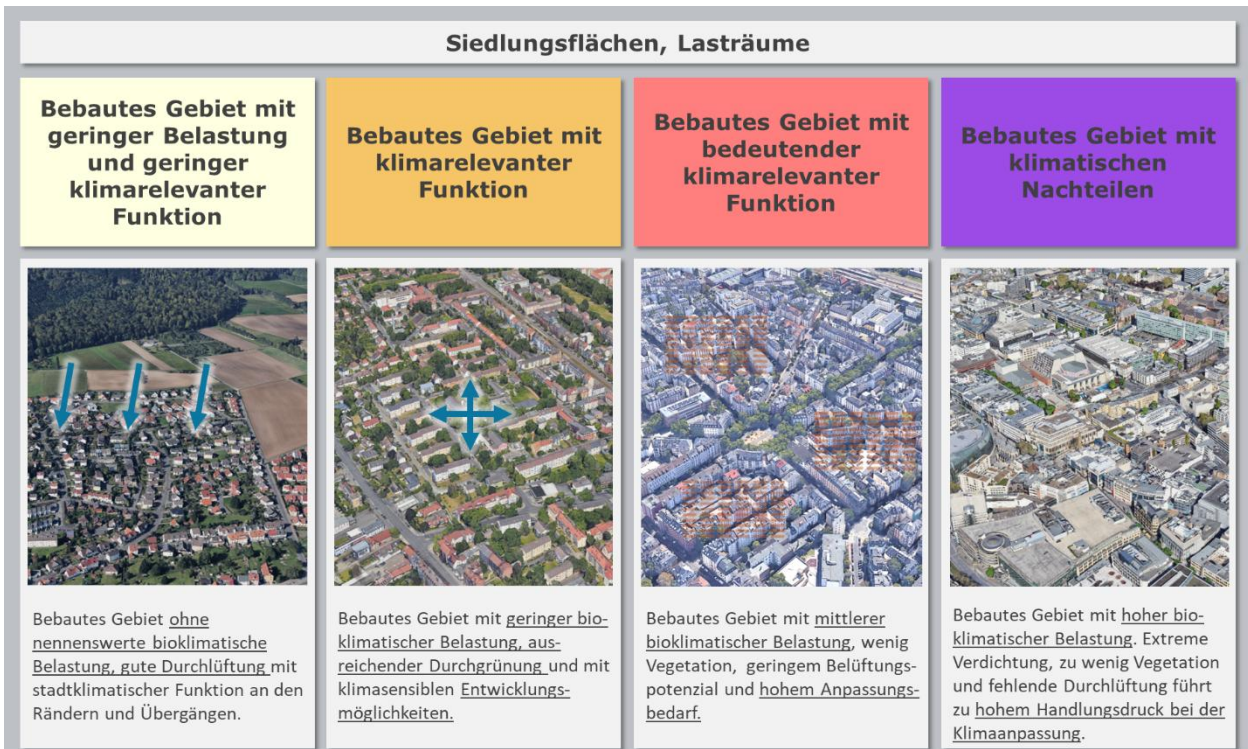 Siedlungsflächen, Lasträume
Bebautes Gebiet mit
geringer Belastung
und geringer
klimarelevanter
Funktion
Bebautes Gebiet mit
klimarelevanter
Funktion
Bebautes Gebiet mit
bedeutender
klimarelevanter
Funktion
Bebautes Gebiet mit
klimatischen
Nachteilen
Bebautes Gebiet ohne
nennenswerte bioklimatische
Belastung, gute Durchlüftung mit
stadtklimatischer Funktion an den
Rändern und Übergängen.
Bebautes Gebiet mit geringer bio-
klimatischer Belastung, aus-
reichender Durchgrünung und mit
klimasensiblen Entwicklungs-
möglichkeiten.
Bebautes Gebiet mit mittlerer
bioklimatischer Belastung, wenig
Vegetation, geringem Belüftungs-
potenzial und hohem Anpassungs-
bedarf.
Bebautes Gebiet mit hoher bio-
klimatischer Belastung. Extreme
Verdichtung, zu wenig Vegetation
und fehlende Durchlüftung führt
zu hohem Handlungsdruck bei der
Klimaanpassung.